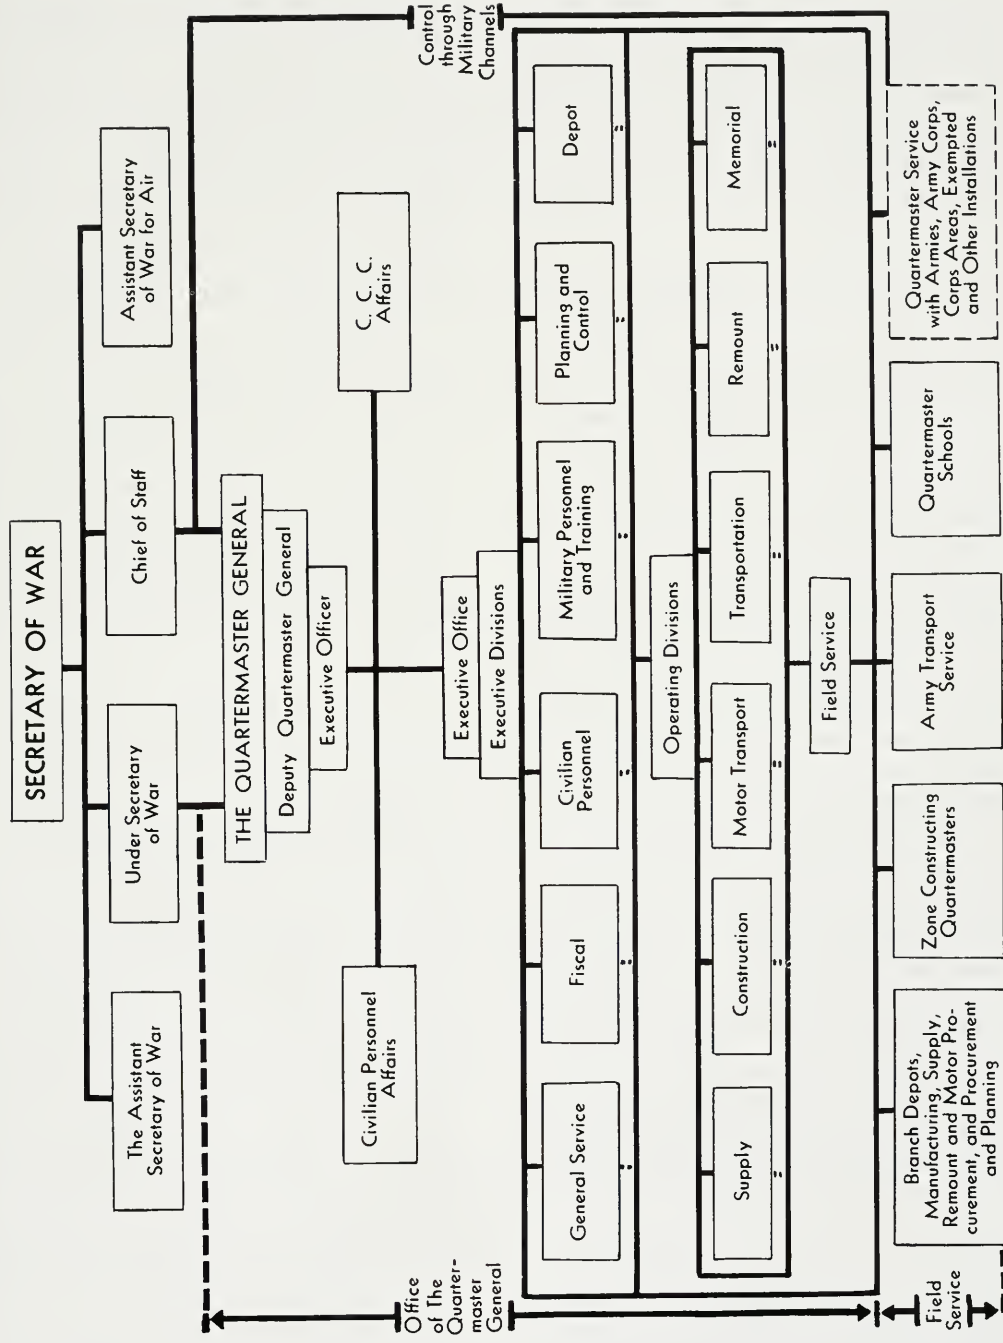 SECRETARY OF WAR
The Assistant
Secretary of War
Under Secretary
of War
Chief of Staff
Assistant Secretary
of War for Air
THE QUARTERMASTER GENERAL
Deputy Quartermaster General
Executive Officer
Civilian Personnel
Affairs
C. C. C.
Affairs
Office
of The
Quarter-
master
General
Control
through
Military
Channels
Executive Office
Executive Divisions
General Service
Fiscal
Civilian
Personnel
Military Personnel
and Training
Planning and
Control
Depot
Operating Divisions
Supply
Construction
Motor Transport
Transportation
Remount
Memorial
Field Service
Field
Service
Branch Depots,
Manufacturing, Supply,
Remount and Motor Pro-
curement, and Procurement
and Planning
Zone Constructing
Quartermasters
Army Transport
Service
Quartermaster
Schools
Quartermaster Service
with Armies, Army Corps,
Corps Areas, Exempted
and Other Installations